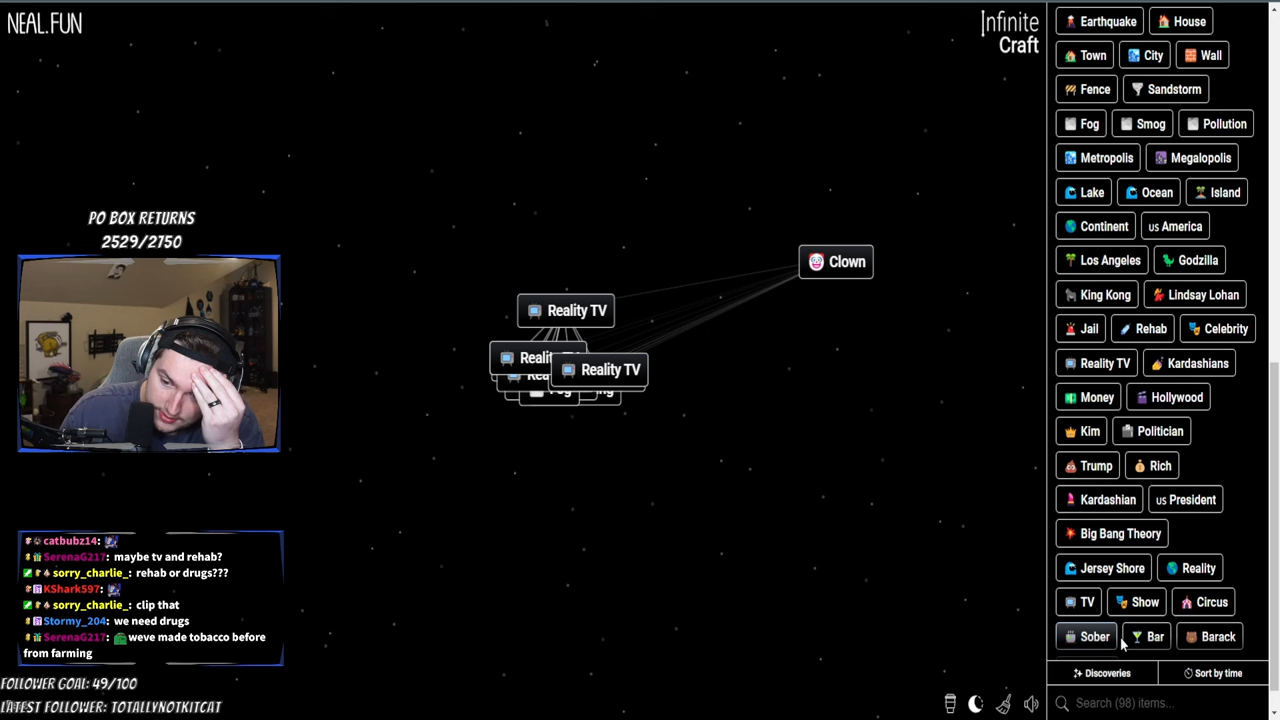 NEAL.FUN
Infinite
Craft
PO BOX RETURNS
2529/2750
Clown
Reality TV
Reality TV
catbubz14:
SerenaG217: maybe tv and rehab?
sorry_charlie_: rehab or drugs???
KShark597:
sorry_charlie_: clip that
Stormy_204: we need drugs
SerenaG217: weve made tobacco before
from farming
FOLLOWER GOAL: 49/100
LATEST FOLLOWER: TOTALLYNOTKITCAT
Earthquake House
Town City Wall
Fence Sandstorm
Fog Smog Pollution
Metropolis Megalopolis
Lake Ocean Island
Continent us America
Los Angeles Godzilla
King Kong Lindsay Lohan
Jail Rehab Celebrity
Reality TV Kardashians
Money Hollywood
Kim Politician
Trump Rich
Kardashian us President
Big Bang Theory
Jersey Shore Reality
TV Show Circus
Sober Bar Barack
Discoveries Sort by time
Search (98) items...